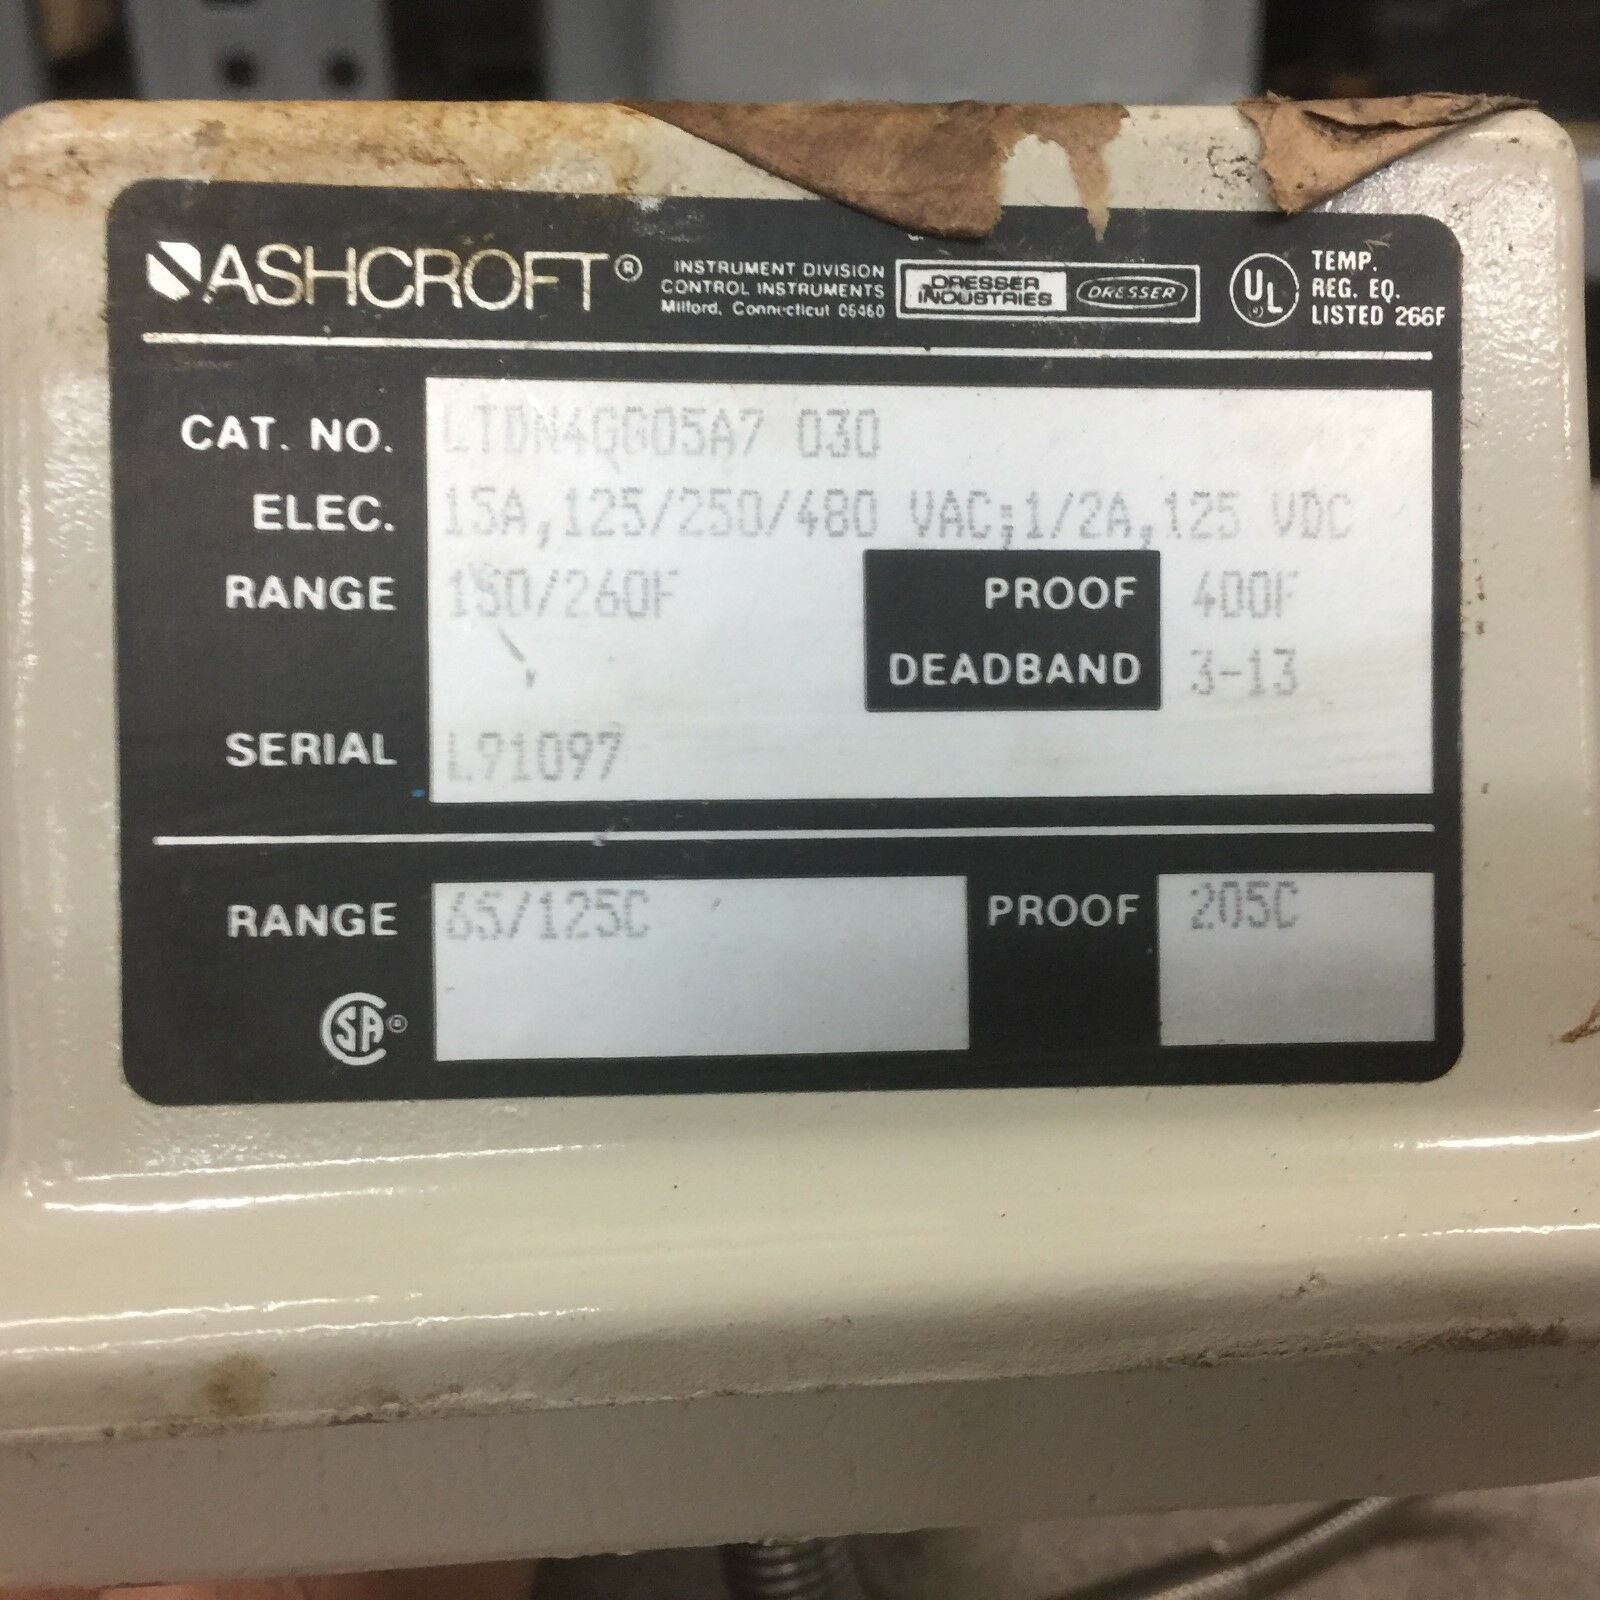 ASHCROFT®
INSTRUMENT DIVISION
CONTROL INSTRUMENTS
Milford, Connecticut 06460
DRESSER INDUSTRIES
DRESSER
UL
TEMP.
REG. EQ.
LISTED 266F
CAT. NO. LTDN4GG05A7 030
ELEC. 15A,125/250/480 VAC;1/2A,125 VDC
RANGE 150/260F PROOF 400F
DEADBAND 3-13
SERIAL L91097
RANGE 65/125C PROOF 205C
SA®